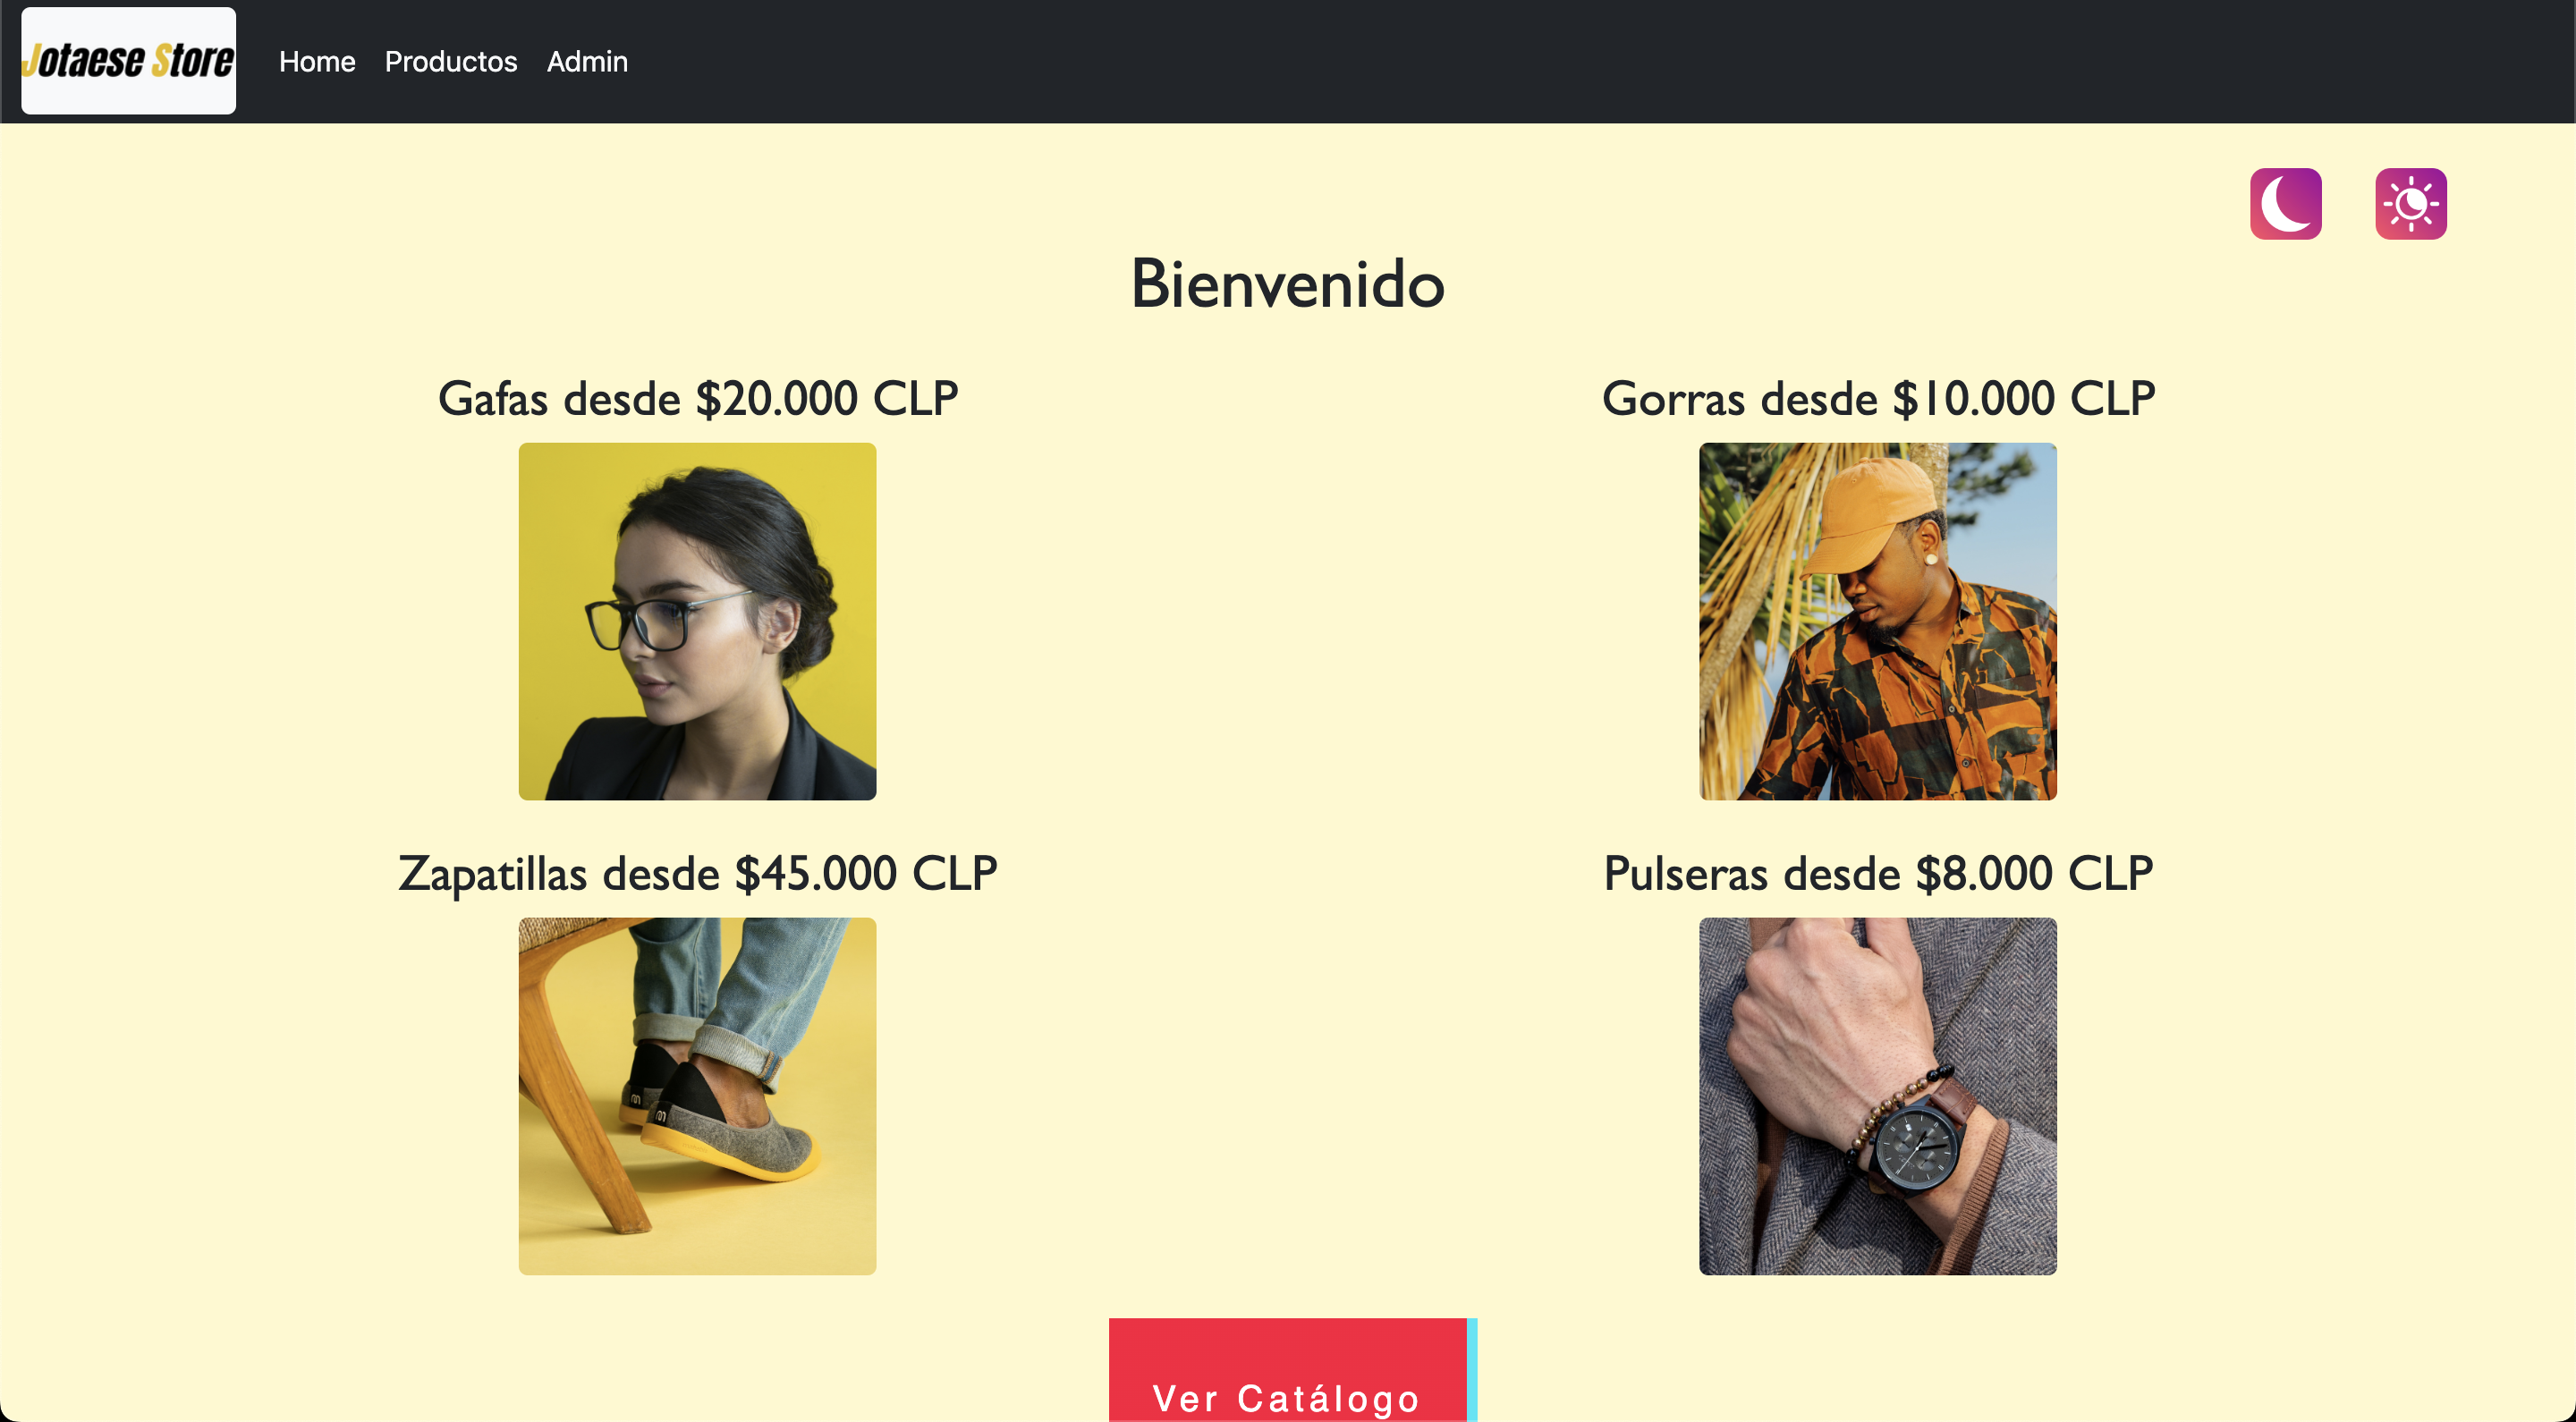 Jotaese Store
Home Productos Admin
Bienvenido
Gafas desde $20.000 CLP
Gorras desde $10.000 CLP
Zapatillas desde $45.000 CLP
Pulseras desde $8.000 CLP
Ver Catálogo